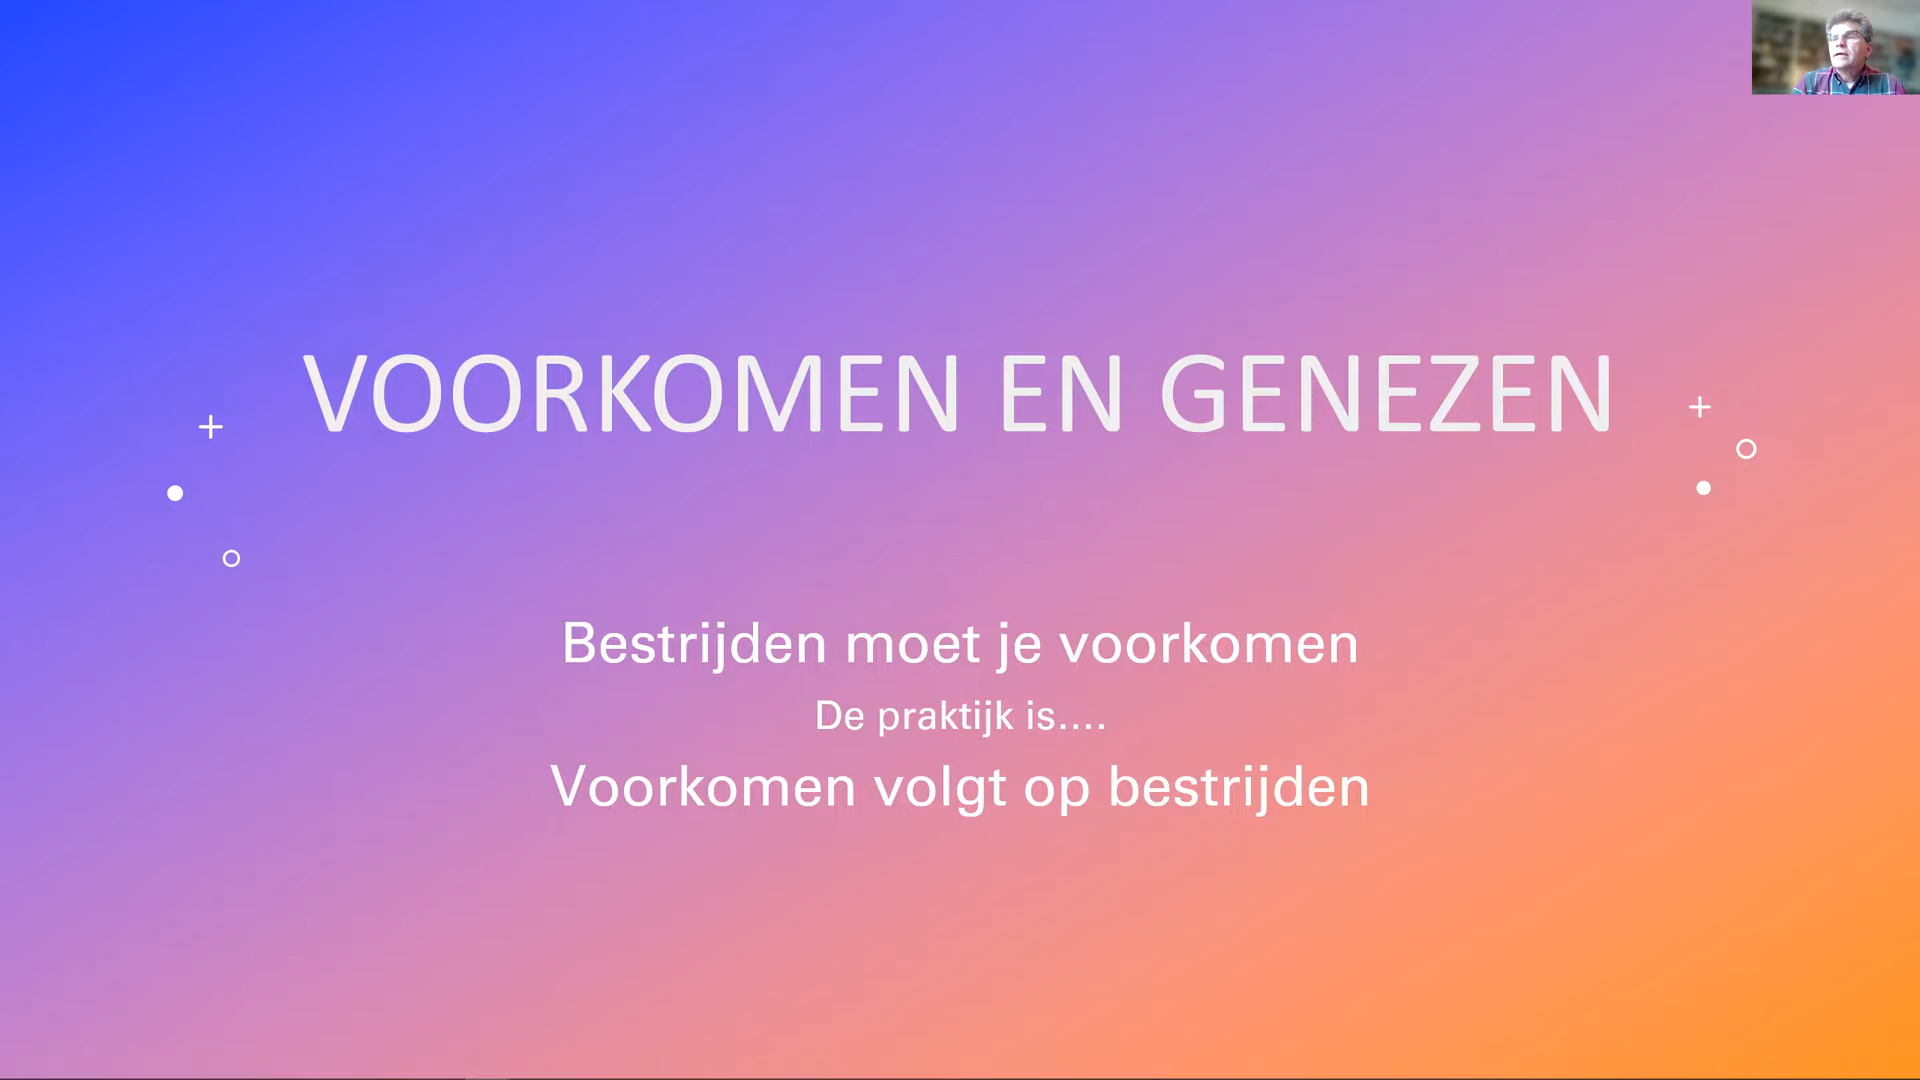 VOORKOMEN EN GENEZEN
Bestrijden moet je voorkomen
De praktijk is....
Voorkomen volgt op bestrijden